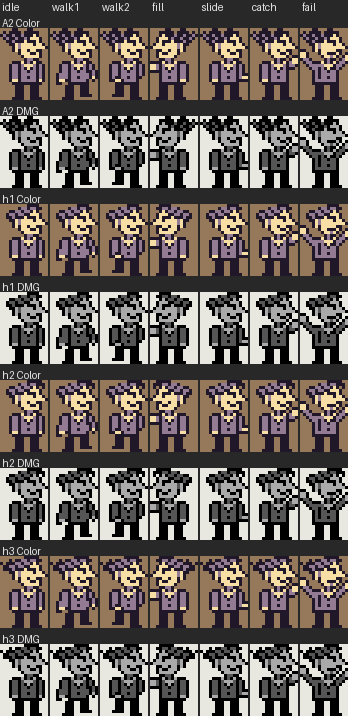 idle walk1 walk2 fill slide catch fail
A2 Color
A2 DMG
h1 Color
h1 DMG
h2 Color
h2 DMG
h3 Color
h3 DMG